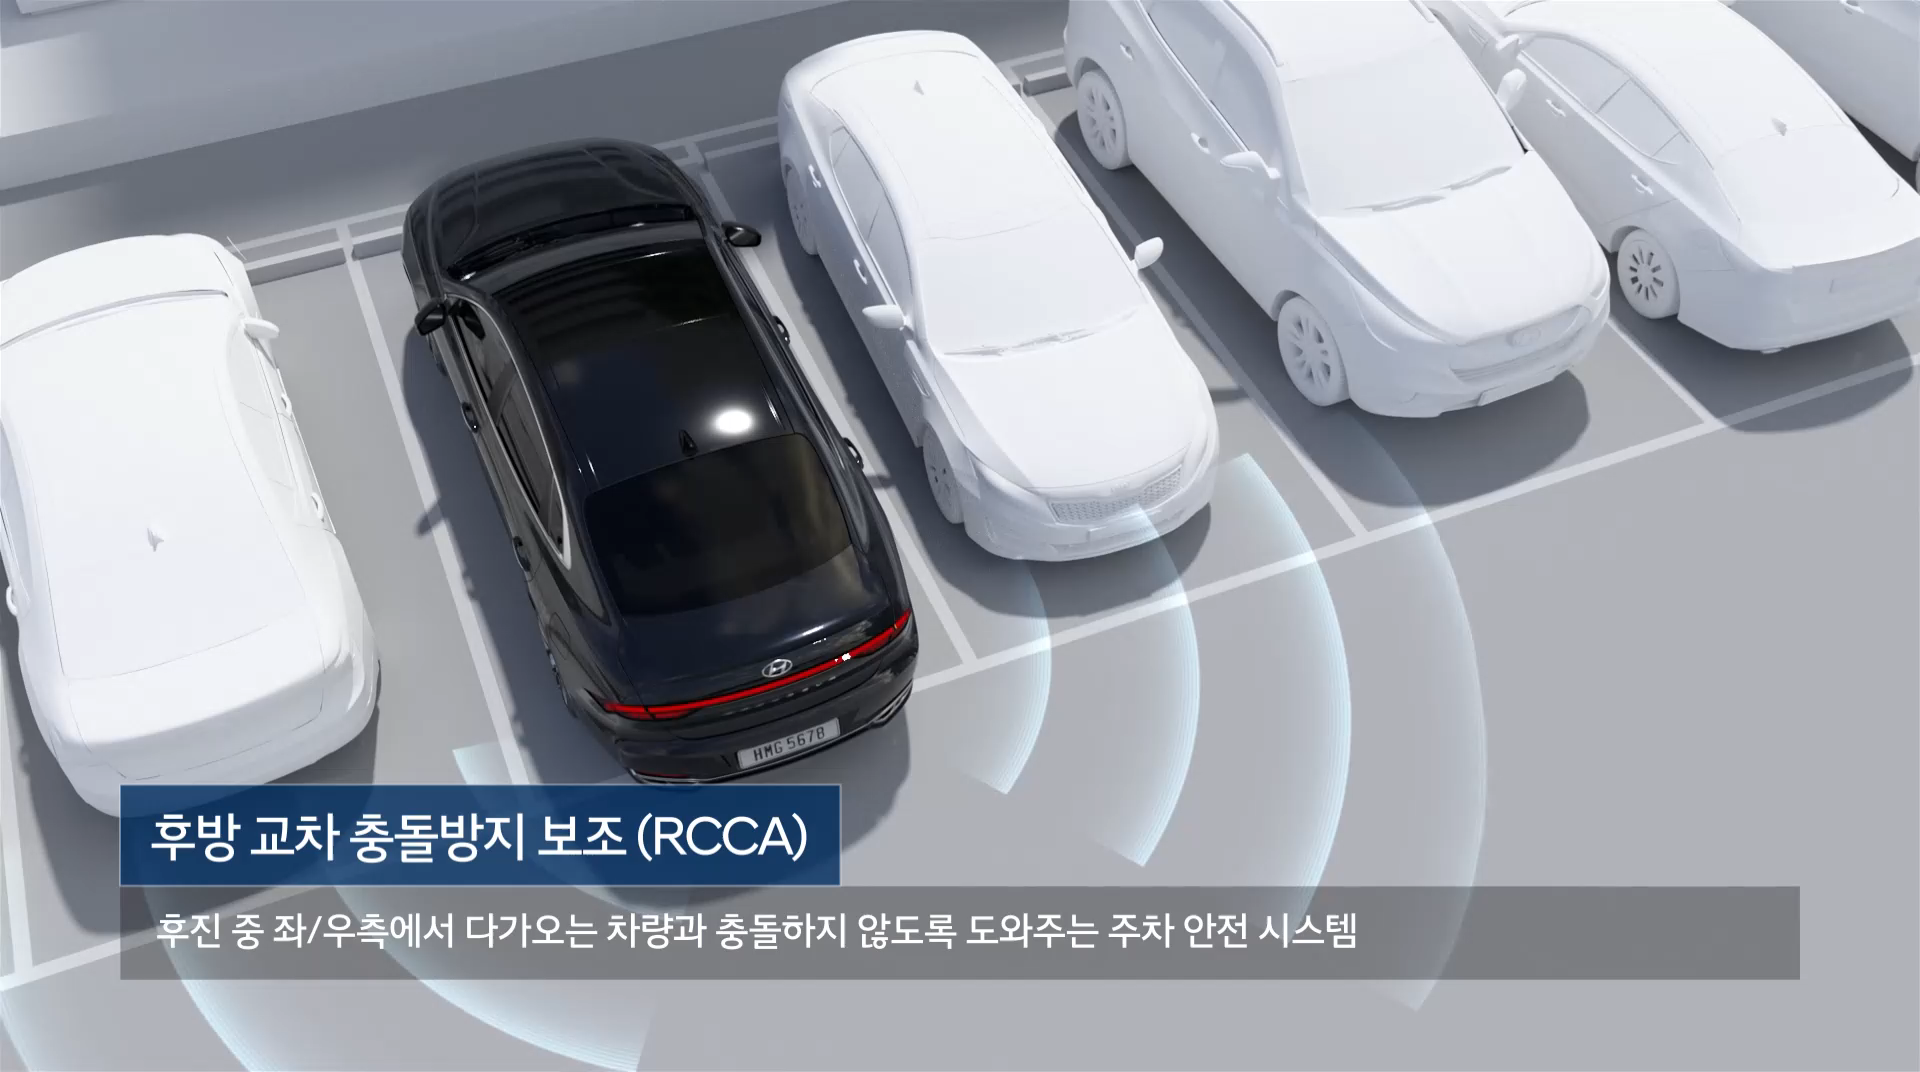 HMG 5678
후방 교차 충돌방지 보조 (RCCA)
후진 중 좌/우측에서 다가오는 차량과 충돌하지 않도록 도와주는 주차 안전 시스템